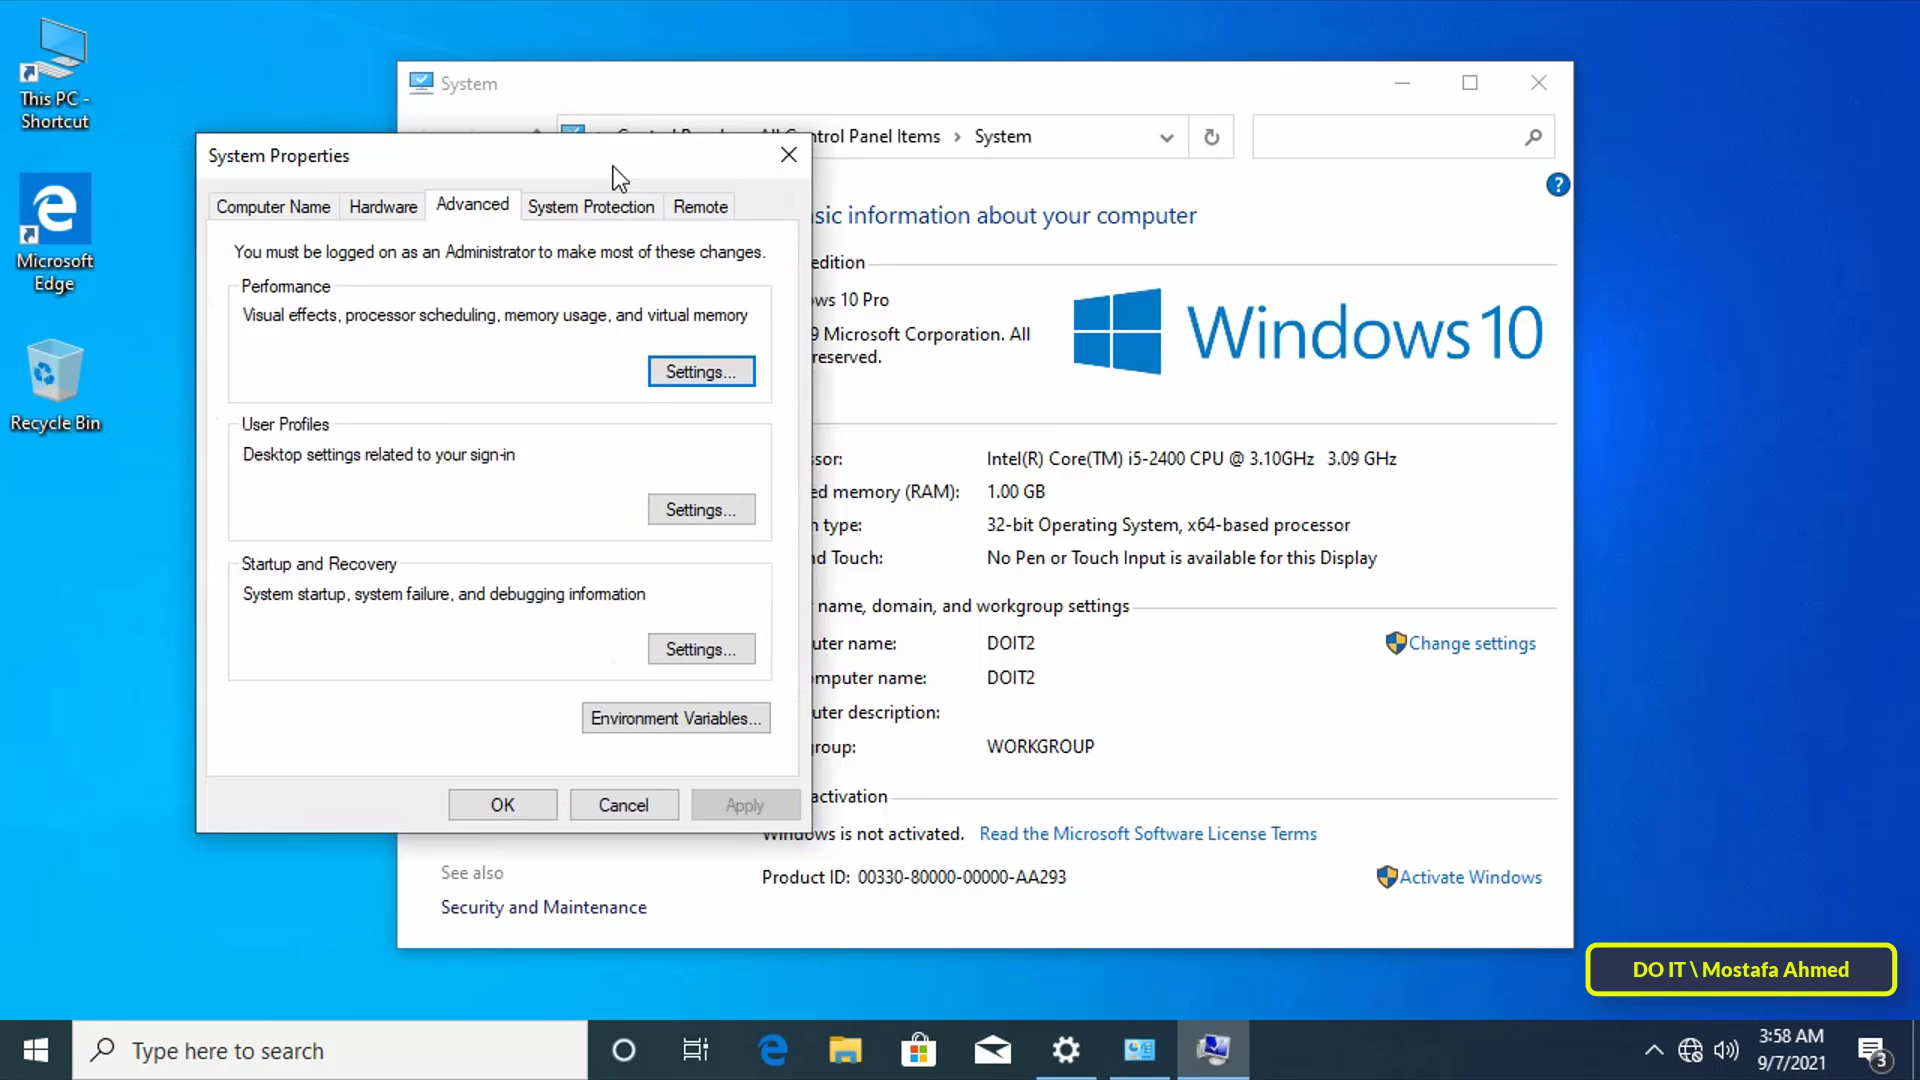 This PC -
Shortcut
Microsoft
Edge
Recycle Bin
System
Control Panel Items > System
System Properties
Computer Name
Hardware
Advanced
System Protection
Remote
You must be logged on as an Administrator to make most of these changes.
Performance
Visual effects, processor scheduling, memory usage, and virtual memory
Settings...
User Profiles
Desktop settings related to your sign-in
Settings...
Startup and Recovery
System startup, system failure, and debugging information
Settings...
Environment Variables...
OK
Cancel
Apply
?
sic information about your computer
edition
ws 10 Pro
9 Microsoft Corporation. All
reserved.
Windows 10
sor:
Intel(R) Core(TM) i5-2400 CPU @ 3.10GHz 3.09 GHz
ed memory (RAM):
1.00 GB
type:
32-bit Operating System, x64-based processor
nd Touch:
No Pen or Touch Input is available for this Display
name, domain, and workgroup settings
uter name:
DOIT2
Change settings
mputer name:
DOIT2
uter description:
roup:
WORKGROUP
activation
Windows is not activated. Read the Microsoft Software License Terms
Product ID: 00330-80000-00000-AA293
Activate Windows
See also
Security and Maintenance
DO IT \ Mostafa Ahmed
Type here to search
3:58 AM
9/7/2021
3